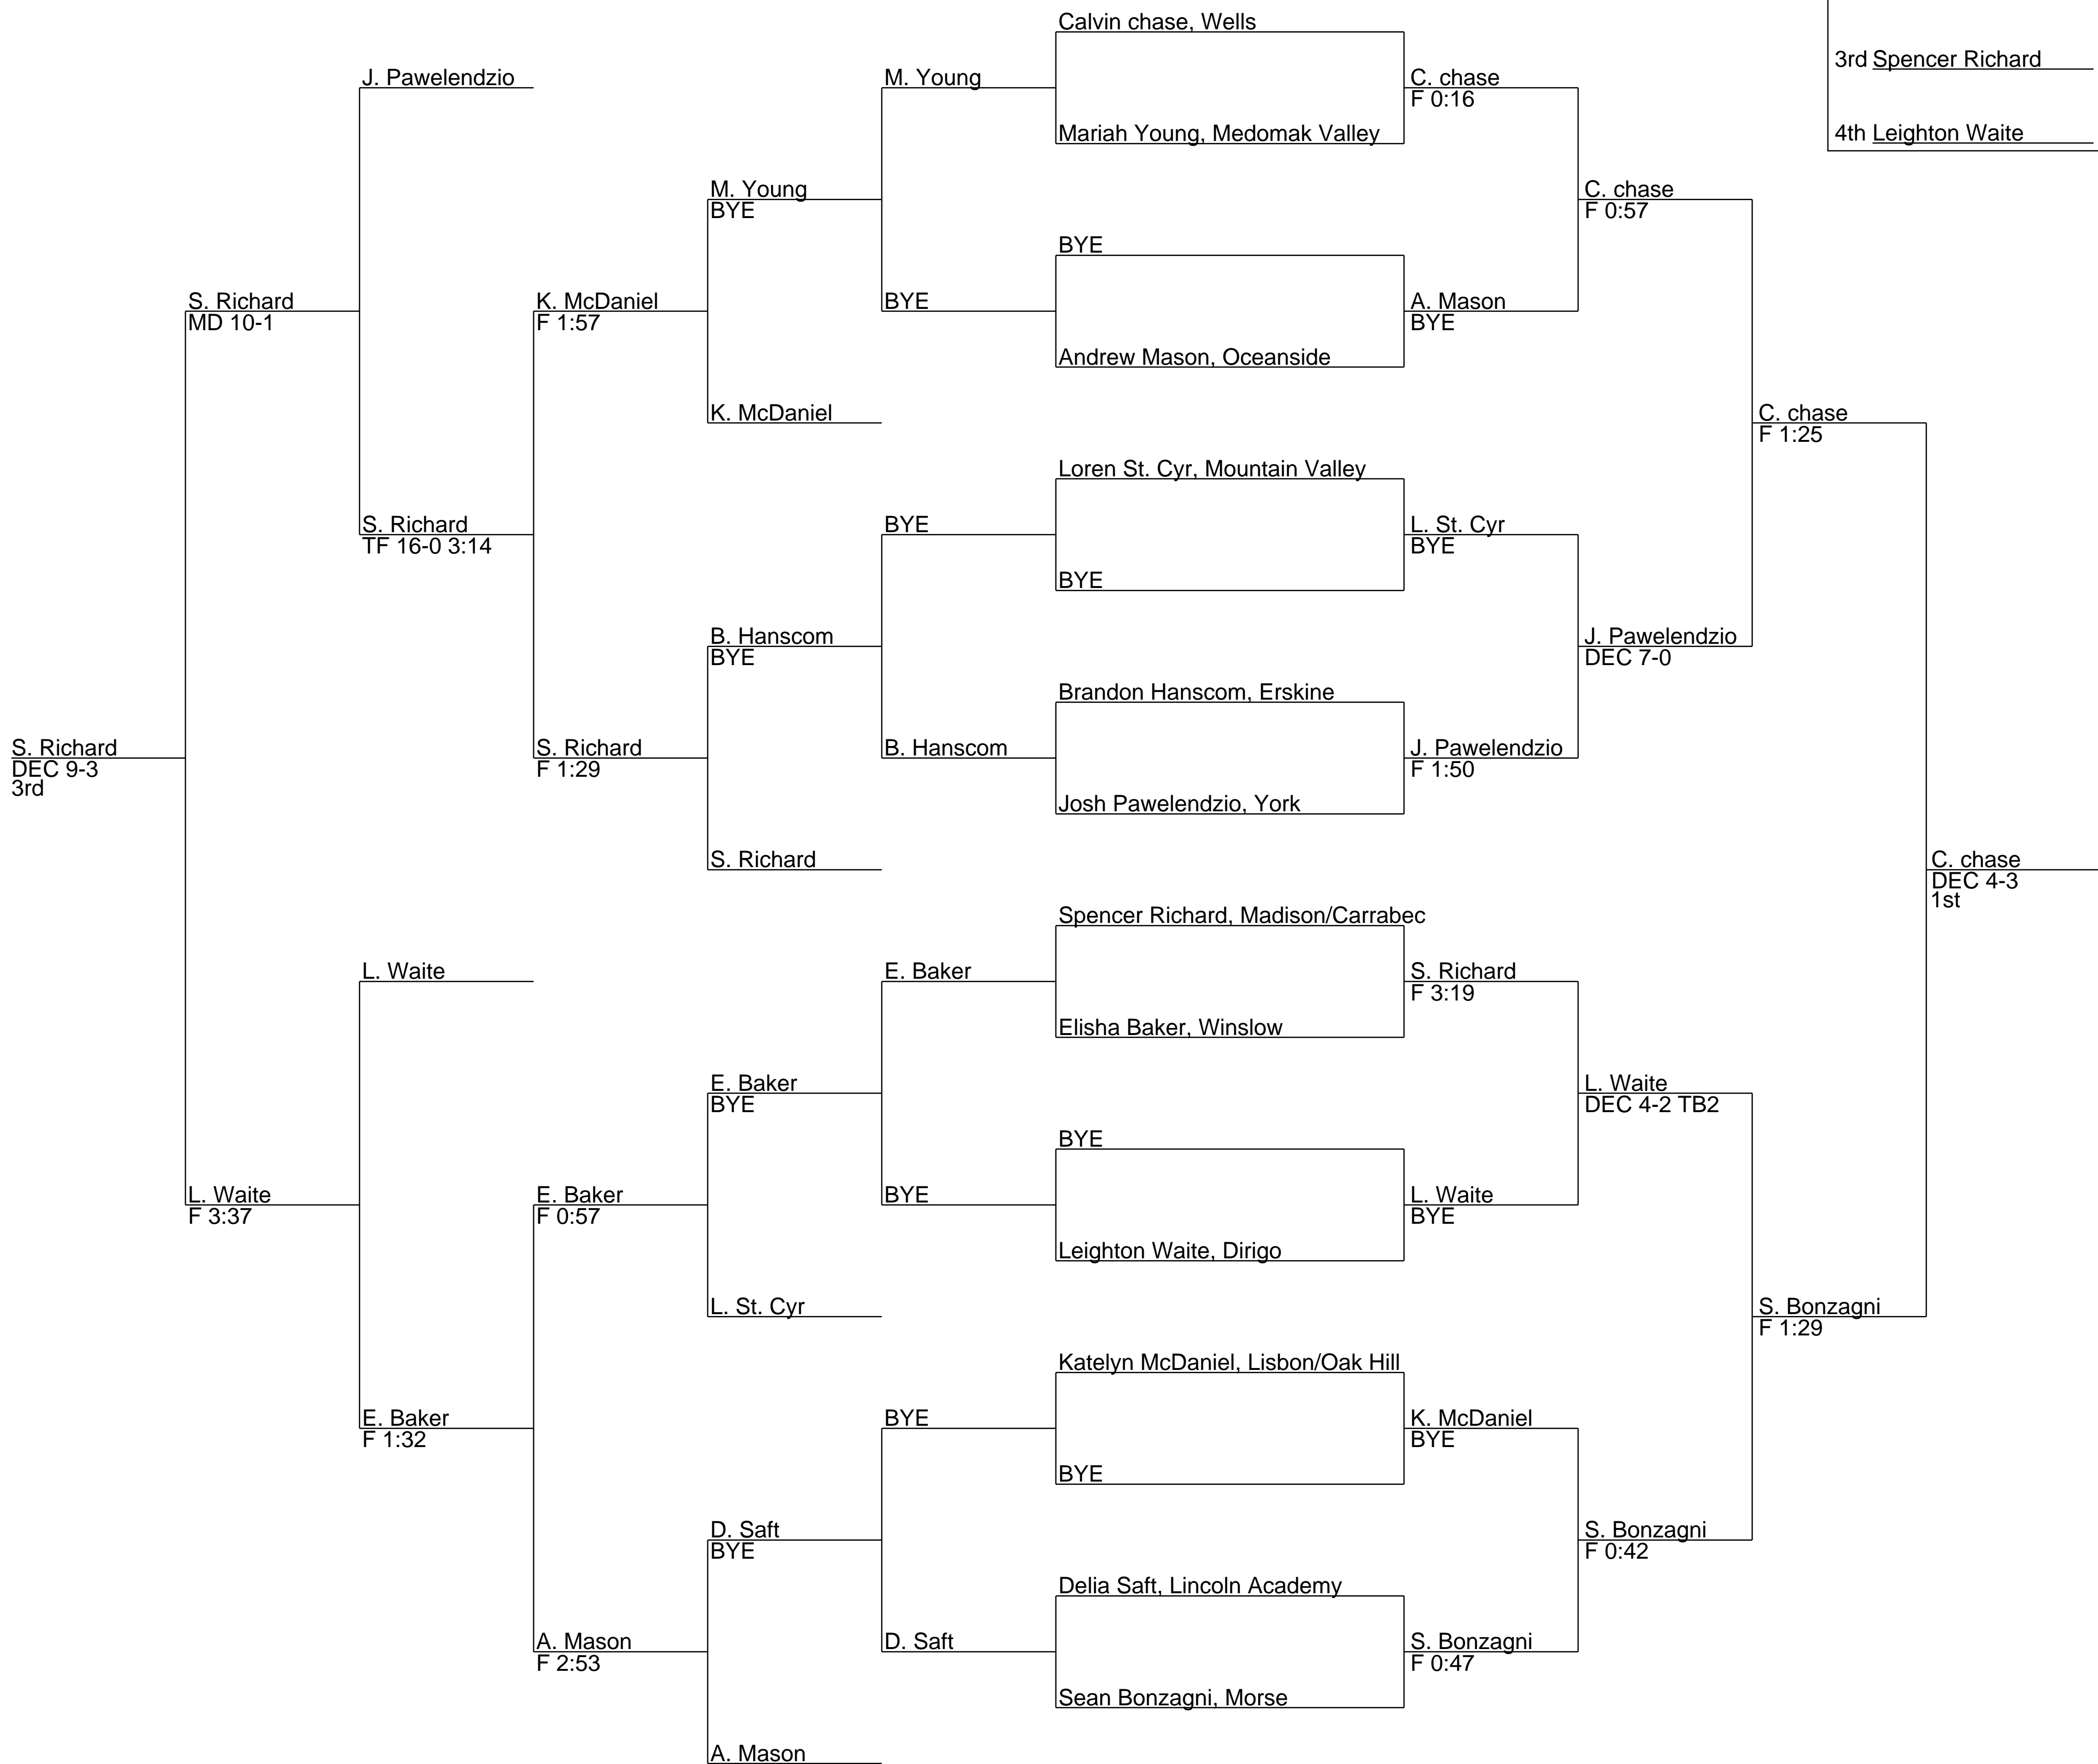 Calvin chase, Wells
3rd Spencer Richard
J. Pawelendzio
M. Young
C. chase
F 0:16
Mariah Young, Medomak Valley
4th Leighton Waite
M. Young
BYE
C. chase
F 0:57
BYE
S. Richard
MD 10-1
K. McDaniel
F 1:57
BYE
A. Mason
BYE
Andrew Mason, Oceanside
K. McDaniel
C. chase
F 1:25
Loren St. Cyr, Mountain Valley
S. Richard
TF 16-0 3:14
BYE
L. St. Cyr
BYE
BYE
B. Hanscom
BYE
J. Pawelendzio
DEC 7-0
Brandon Hanscom, Erskine
S. Richard
DEC 9-3
3rd
S. Richard
F 1:29
B. Hanscom
J. Pawelendzio
F 1:50
Josh Pawelendzio, York
S. Richard
C. chase
DEC 4-3
1st
Spencer Richard, Madison/Carrabec
L. Waite
E. Baker
S. Richard
F 3:19
Elisha Baker, Winslow
E. Baker
BYE
L. Waite
DEC 4-2 TB2
BYE
L. Waite
F 3:37
E. Baker
F 0:57
BYE
L. Waite
BYE
Leighton Waite, Dirigo
L. St. Cyr
S. Bonzagni
F 1:29
Katelyn McDaniel, Lisbon/Oak Hill
E. Baker
F 1:32
BYE
K. McDaniel
BYE
BYE
D. Saft
BYE
S. Bonzagni
F 0:42
Delia Saft, Lincoln Academy
A. Mason
F 2:53
D. Saft
S. Bonzagni
F 0:47
Sean Bonzagni, Morse
A. Mason